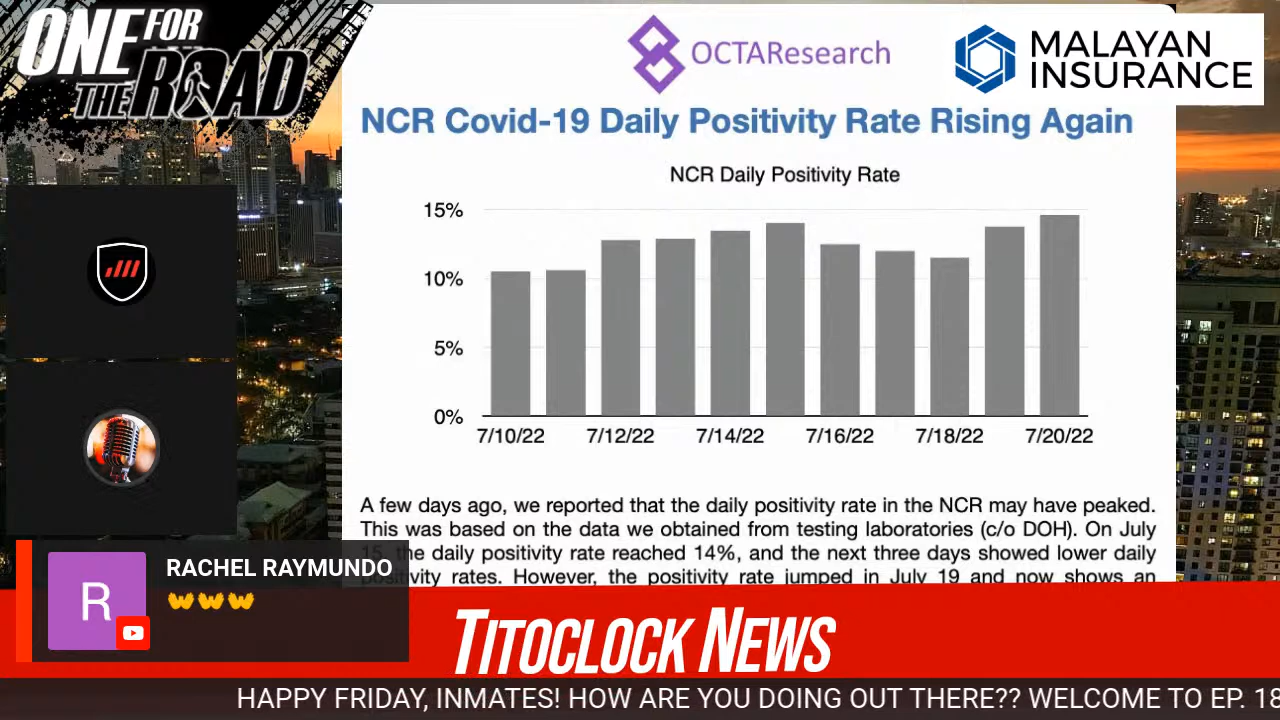 ONE FOR
THE ROAD
OCTAResearch
MALAYAN
INSURANCE
NCR Covid-19 Daily Positivity Rate Rising Again
NCR Daily Positivity Rate
15%
10%
5%
0%
7/10/22 7/12/22 7/14/22 7/16/22 7/18/22 7/20/22
A few days ago, we reported that the daily positivity rate in the NCR may have peaked.
This was based on the data we obtained from testing laboratories (c/o DOH). On July
15, the daily positivity rate reached 14%, and the next three days showed lower daily
positivity rates. However, the positivity rate jumped in July 19 and now shows an
RACHEL RAYMUNDO
R
TITOCLOCK NEWS
HAPPY FRIDAY, INMATES! HOW ARE YOU DOING OUT THERE?? WELCOME TO EP. 18